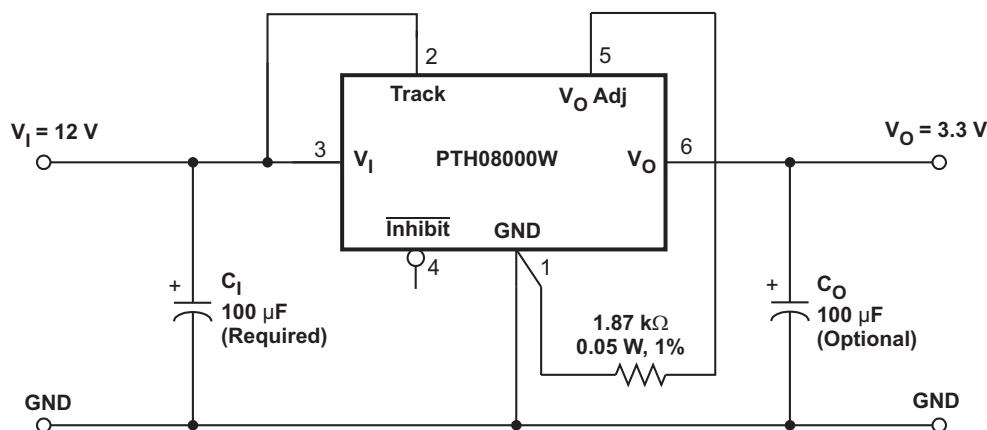 2
5
Track
V_O Adj
V_I = 12 V
V_O = 3.3 V
3
V_I
PTH08000W
V_O
6
Inhibit
GND
4
1
+
C_I
100 µF
(Required)
1.87 kΩ
0.05 W, 1%
+
C_O
100 µF
(Optional)
GND
GND